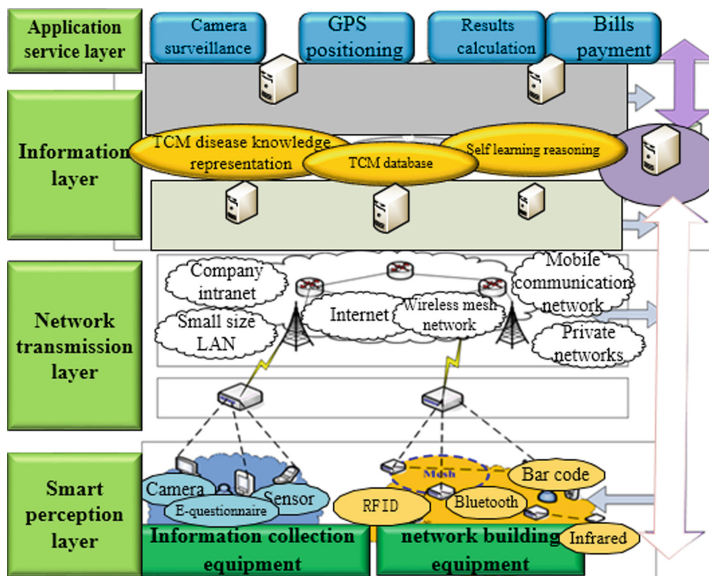 Application
service layer
Camera
surveillance
GPS
positioning
Results
calculation
Bills
payment
Information
layer
TCM disease knowledge
representation
TCM database
Self learning reasoning
Network
transmission
layer
Company
intranet
Small size
LAN
Internet
Wireless mesh
network
Mobile
communication
network
Private
networks
Smart
perception
layer
Camera
Sensor
E-questionnaire
Mesh
RFID
Bluetooth
Bar code
Infrared
Information collection
equipment
network building
equipment